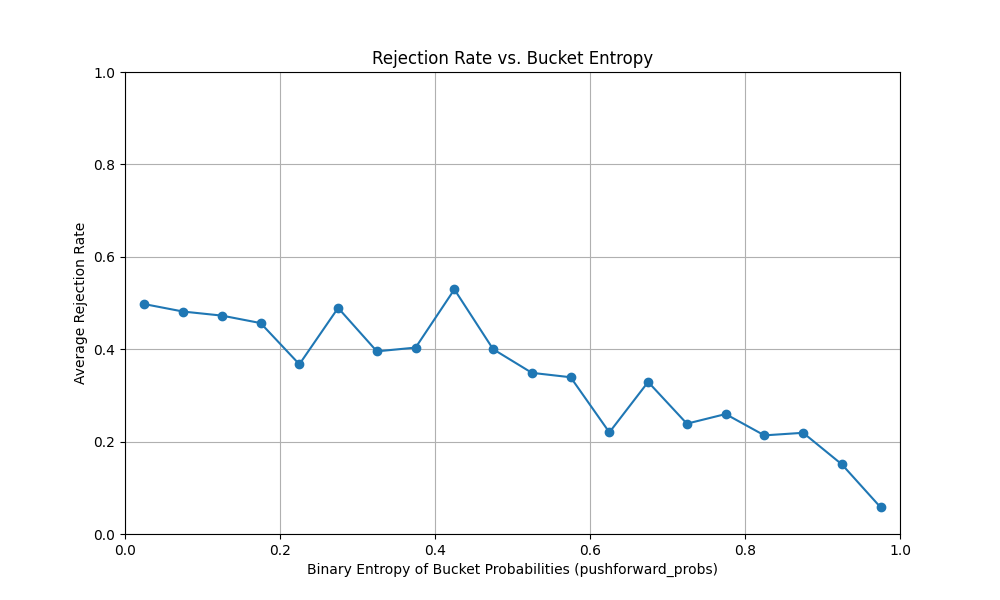 Rejection Rate vs. Bucket Entropy
1.0
0.8
0.6
0.4
0.2
0.0
Average Rejection Rate
0.0 0.2 0.4 0.6 0.8 1.0
Binary Entropy of Bucket Probabilities (pushforward_probs)